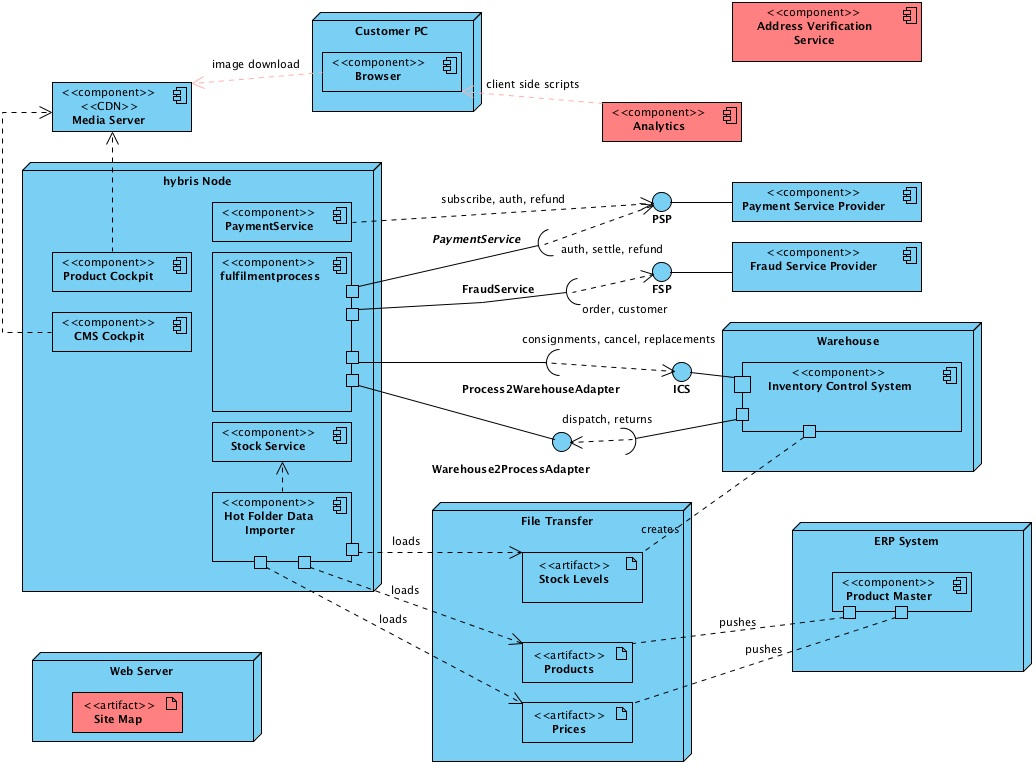 Customer PC
<<component>>
Browser
<<component>>
Address Verification
Service
image download
client side scripts
<<component>>
<<CDN>>
Media Server
<<component>>
Analytics
hybris Node
<<component>>
PaymentService
<<component>>
Product Cockpit
<<component>>
fulfilmentprocess
<<component>>
CMS Cockpit
<<component>>
Stock Service
<<component>>
Hot Folder Data
Importer
subscribe, auth, refund
PSP
<<component>>
Payment Service Provider
PaymentService
auth, settle, refund
<<component>>
Fraud Service Provider
FraudService
FSP
order, customer
consignments, cancel, replacements
Process2WarehouseAdapter
ICS
Warehouse
<<component>>
Inventory Control System
dispatch, returns
Warehouse2ProcessAdapter
File Transfer
creates
loads
<<artifact>>
Stock Levels
loads
loads
<<artifact>>
Products
<<artifact>>
Prices
pushes
pushes
ERP System
<<component>>
Product Master
Web Server
<<artifact>>
Site Map